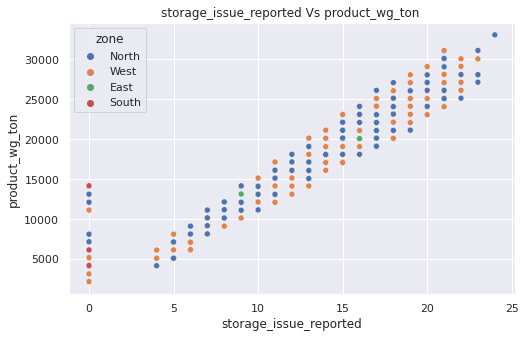 storage_issue_reported Vs product_wg_ton
zone
North
West
East
South
product_wg_ton
30000
25000
20000
15000
10000
5000
0 5 10 15 20 25
storage_issue_reported